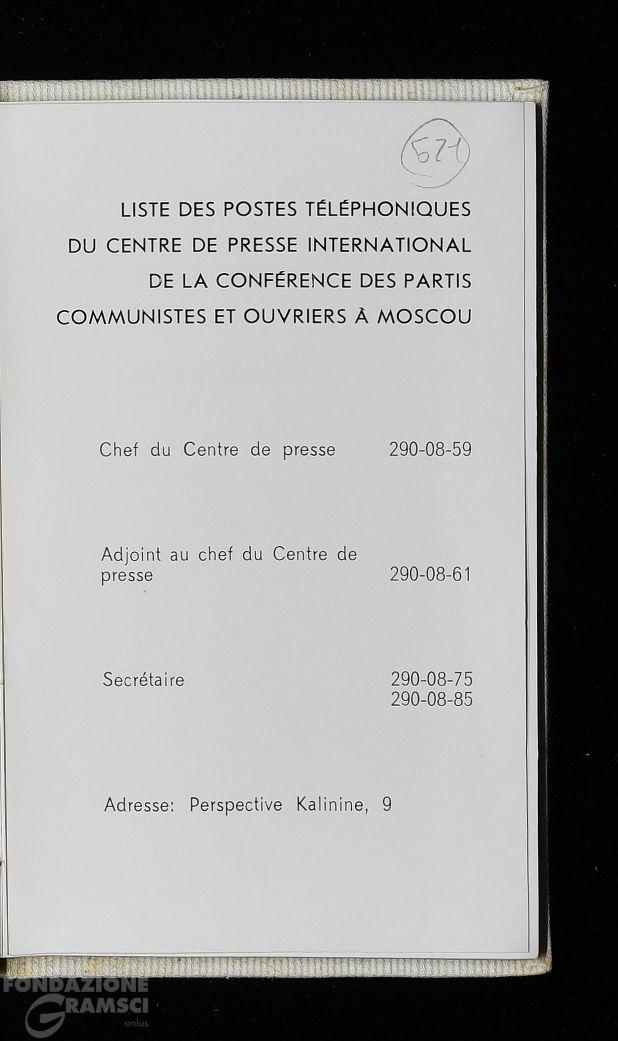 521
LISTE DES POSTES TÉLÉPHONIQUES
DU CENTRE DE PRESSE INTERNATIONAL
DE LA CONFÉRENCE DES PARTIS
COMMUNISTES ET OUVRIERS À MOSCOU
Chef du Centre de presse 290-08-59
Adjoint au chef du Centre de
presse 290-08-61
Secrétaire 290-08-75
290-08-85
Adresse: Perspective Kalinine, 9
FONDAZIONE
GRAMSCI
onlus